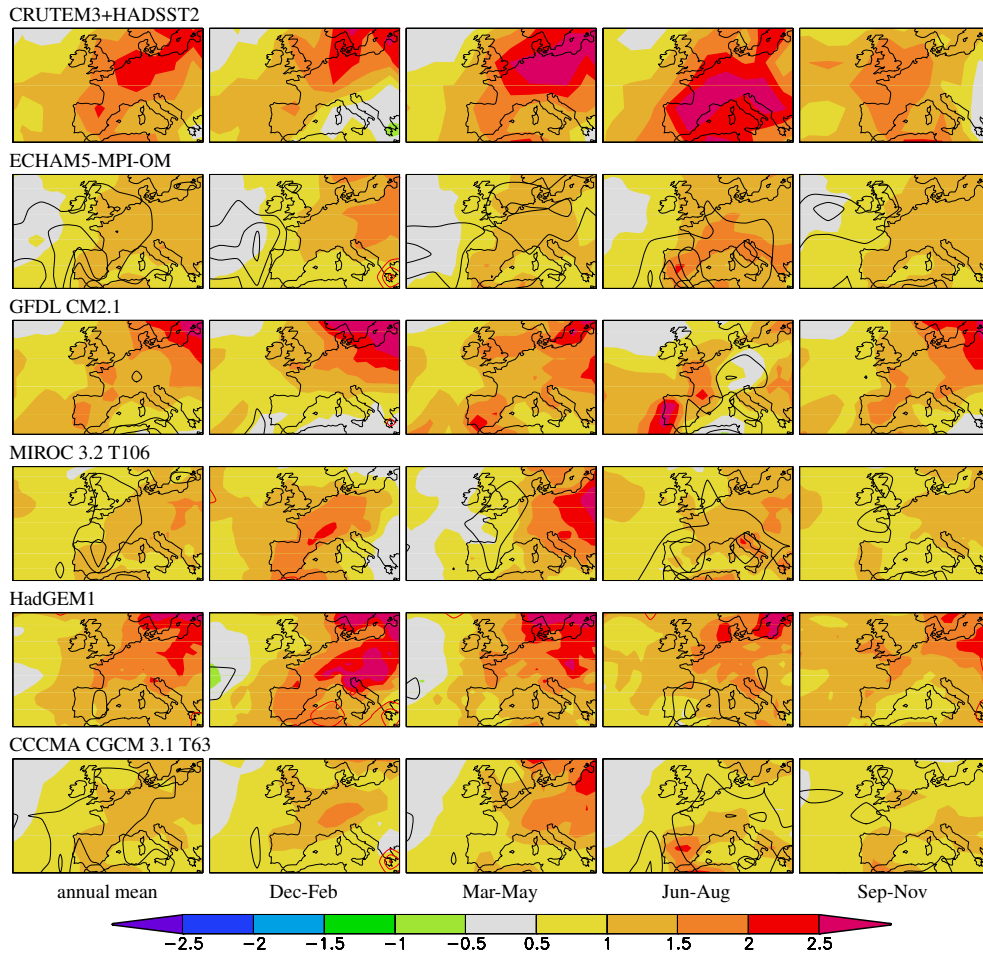 CRUTEM3+HADSST2
ECHAM5-MPI-OM
GFDL CM2.1
MIROC 3.2 T106
HadGEM1
CCCMA CGCM 3.1 T63
annual mean Dec-Feb Mar-May Jun-Aug Sep-Nov
−2.5 −2 −1.5 −1 −0.5 0.5 1 1.5 2 2.5